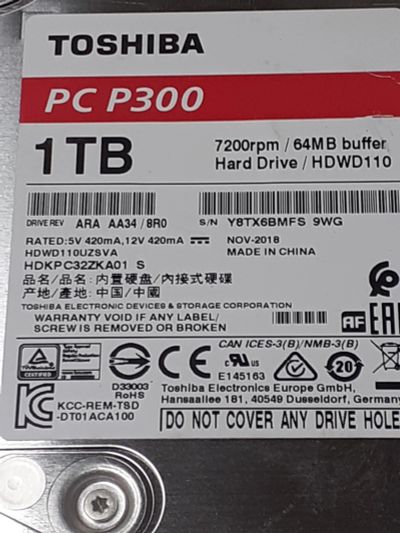 TOSHIBA
PC P300
1TB
7200rpm / 64MB buffer
Hard Drive / HDWD110
DRIVE REV ARA AA34 / 8R0
S/N Y8TX6BMFS 9WG
RATED:5V 420mA,12V 420mA
NOV-2018
HDWD110UZSVA
MADE IN CHINA
HDKPC32ZKA01 S
品名/品名: 内置硬盘/內接式硬碟
产地/產地: 中国/中國
TOSHIBA ELECTRONIC DEVICES & STORAGE CORPORATION
WARRANTY VOID IF ANY LABEL/
SCREW IS REMOVED OR BROKEN
AF
EAC
CAN ICES-3(B)/NMB-3(B)
E145163
20
D33003
RoHS
KCC-REM-TSD
-DT01ACA100
Toshiba Electronics Europe GmbH,
Hansaallee 181, 40549 Dusseldorf, Germany
DO NOT COVER ANY DRIVE HOLE